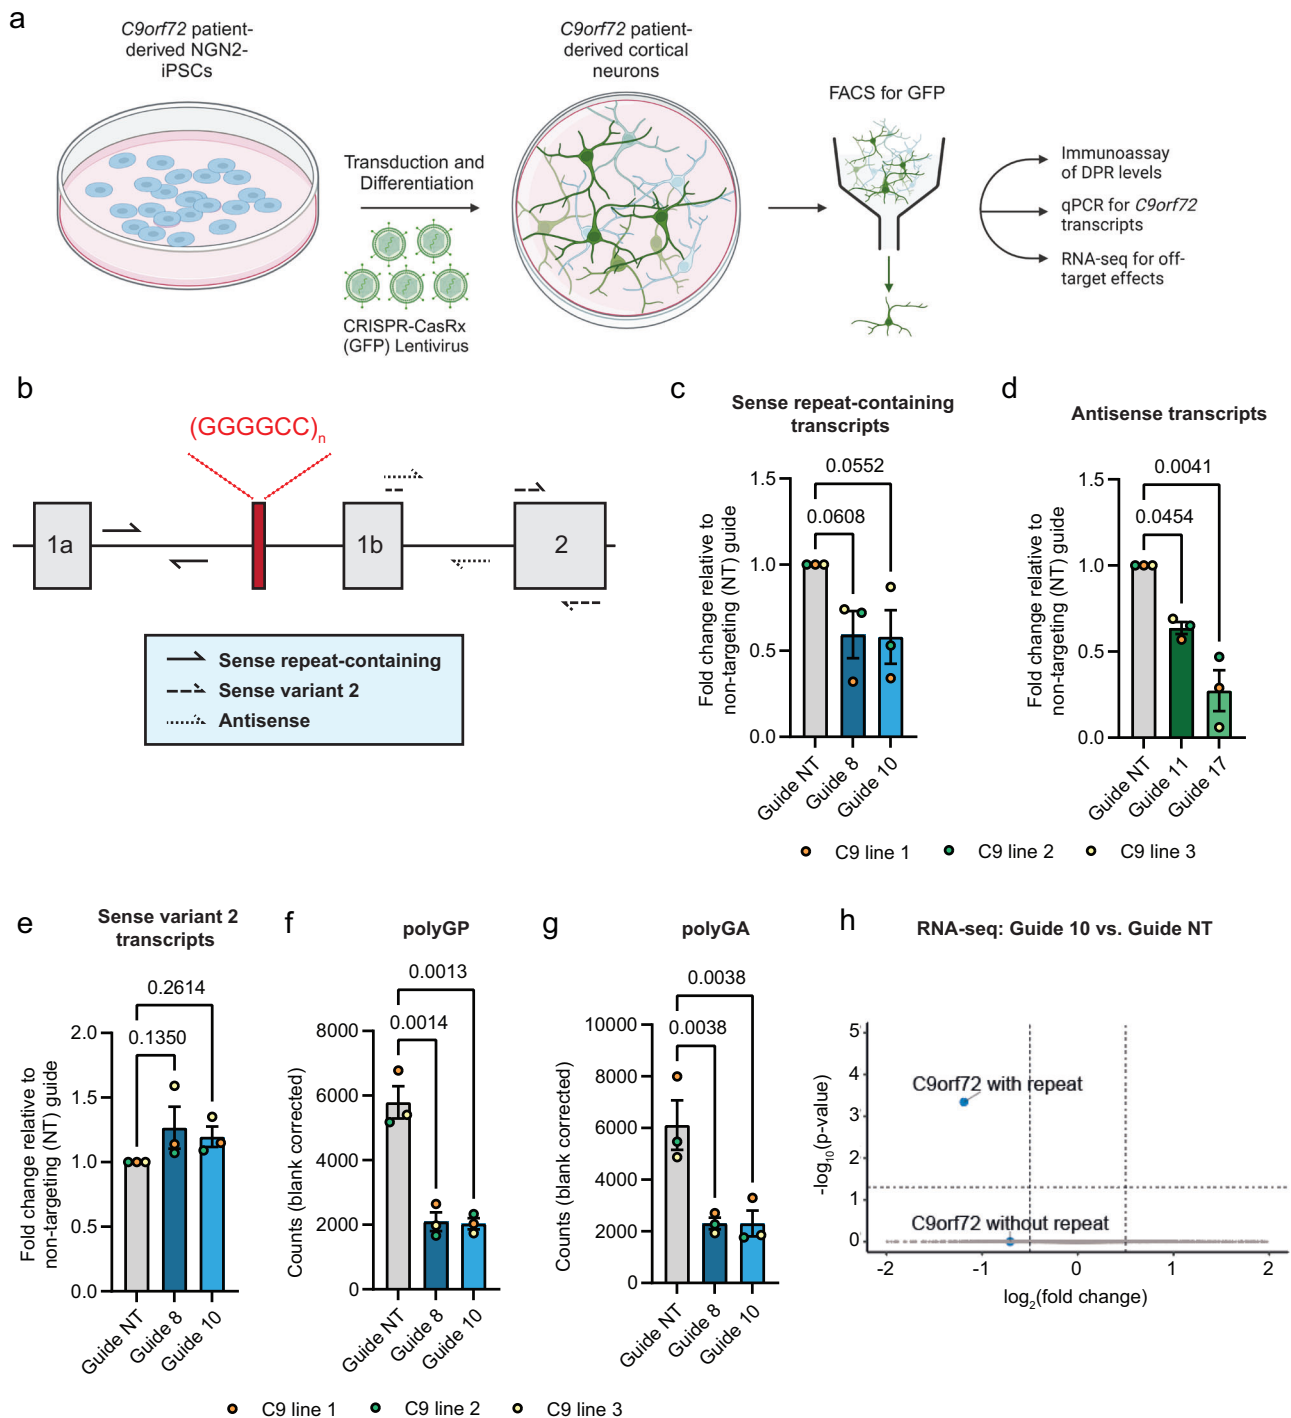 a
C9orf72 patient-
derived NGN2-
iPSCs
Transduction and
Differentiation
CRISPR-CasRx
(GFP) Lentivirus
C9orf72 patient-
derived cortical
neurons
FACS for GFP
Immunoassay
of DPR levels
qPCR for C9orf72
transcripts
RNA-seq for off-
target effects
b
(GGGGCC)n
1a
1b
2
Sense repeat-containing
Sense variant 2
Antisense
c
Sense repeat-containing
transcripts
Fold change relative to
non-targeting (NT) guide
1.5
1.0
0.5
0.0
0.0552
0.0608
Guide NT
Guide 8
Guide 10
d
Antisense transcripts
Fold change relative to
non-targeting (NT) guide
1.5
1.0
0.5
0.0
0.0041
0.0454
Guide NT
Guide 11
Guide 17
C9 line 1
C9 line 2
C9 line 3
e
Sense variant 2
transcripts
Fold change relative to
non-targeting (NT) guide
2.0
1.5
1.0
0.5
0.0
0.2614
0.1350
Guide NT
Guide 8
Guide 10
f
polyGP
Counts (blank corrected)
8000
6000
4000
2000
0
0.0013
0.0014
Guide NT
Guide 8
Guide 10
g
polyGA
Counts (blank corrected)
10000
8000
6000
4000
2000
0
0.0038
0.0038
Guide NT
Guide 8
Guide 10
h
RNA-seq: Guide 10 vs. Guide NT
-log10(p-value)
5
4
3
2
1
0
C9orf72 with repeat
C9orf72 without repeat
-2
-1
0
1
2
log2(fold change)
C9 line 1
C9 line 2
C9 line 3